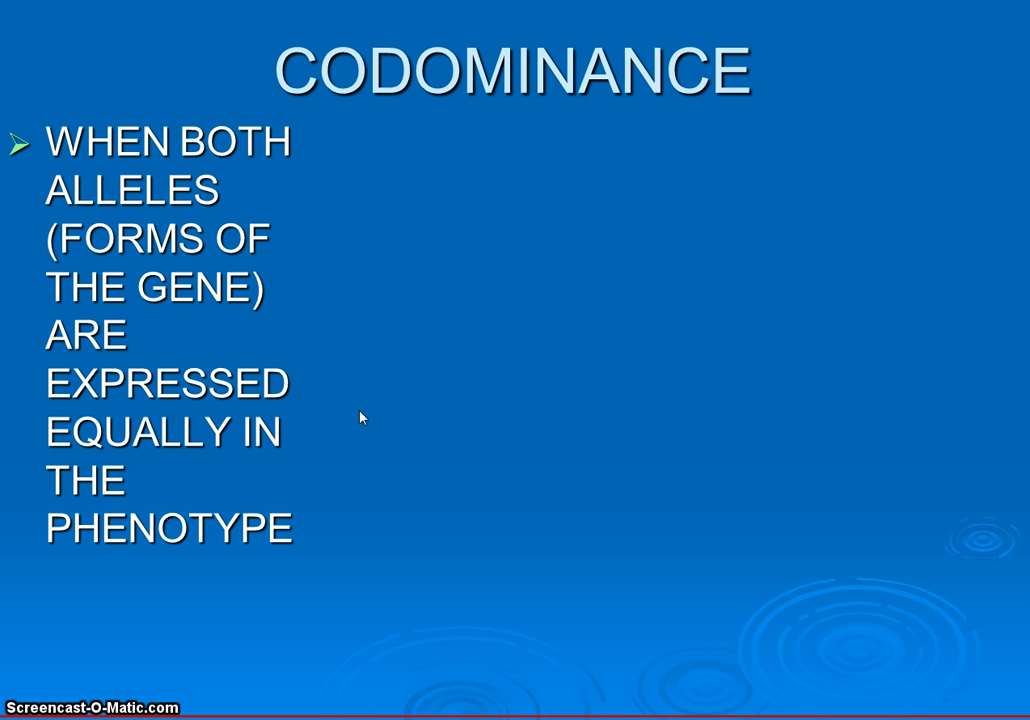 CODOMINANCE
WHEN BOTH
ALLELES
(FORMS OF
THE GENE)
ARE
EXPRESSED
EQUALLY IN
THE
PHENOTYPE
Screencast-O-Matic.com